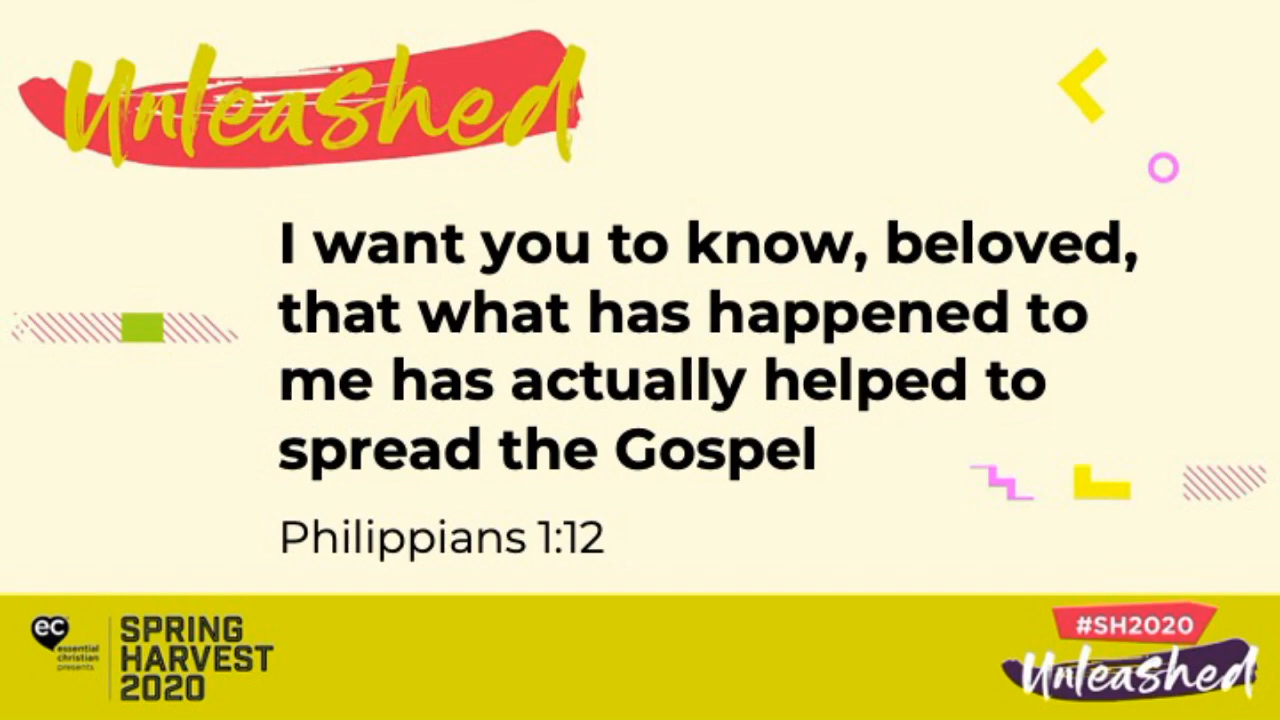 Unleashed
I want you to know, beloved,
that what has happened to
me has actually helped to
spread the Gospel
Philippians 1:12
ec
essential
christian
presents
SPRING
HARVEST
2020
#SH2020
Unleashed